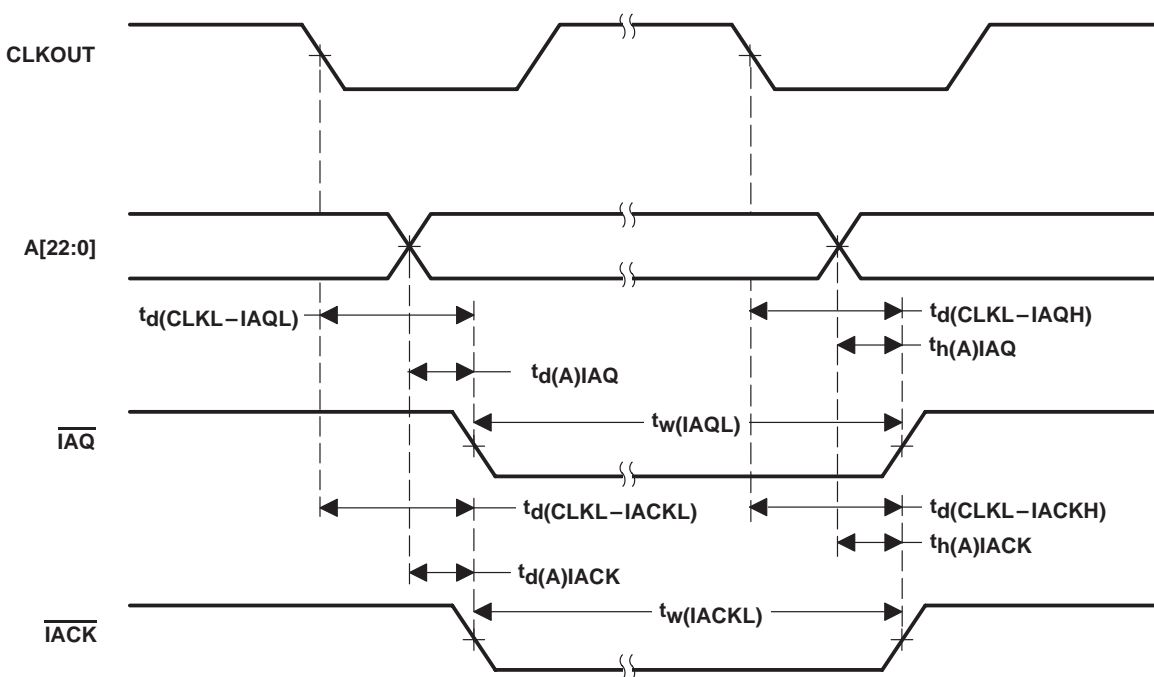 CLKOUT
A[22:0]
td(CLKL−IAQL)
td(CLKL−IAQH)
th(A)IAQ
td(A)IAQ
tw(IAQL)
IAQ
td(CLKL−IACKL)
td(CLKL−IACKH)
th(A)IACK
td(A)IACK
tw(IACKL)
IACK